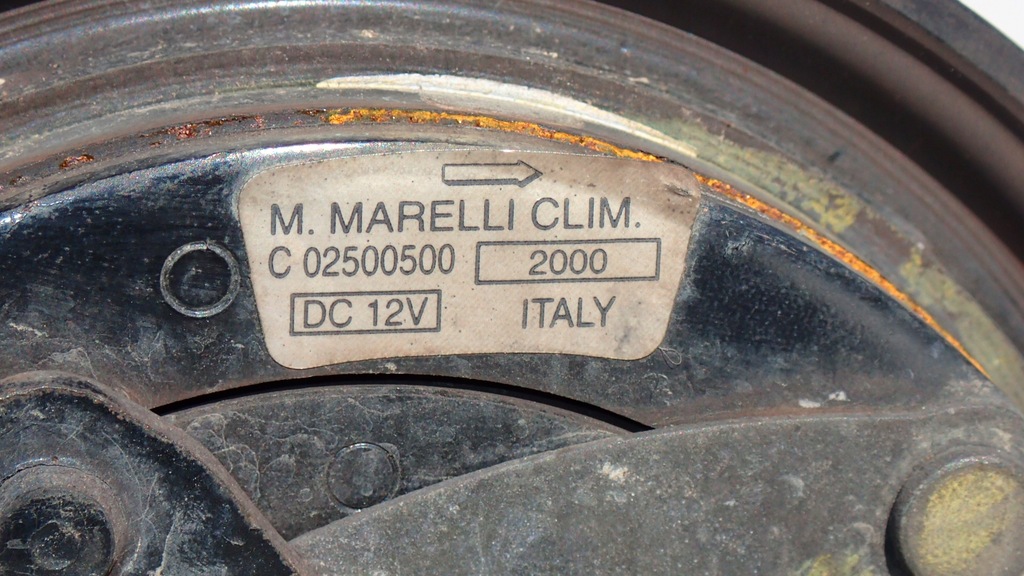 M. MARELLI CLIM.
C 02500500 2000
DC 12V ITALY